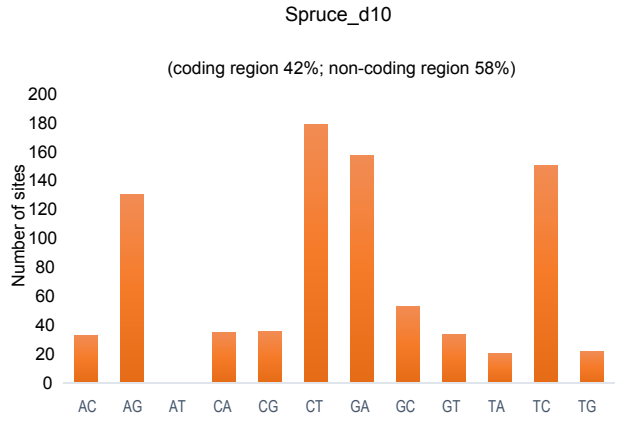 Spruce_d10
(coding region 42%; non-coding region 58%)
Number of sites
200
180
160
140
120
100
80
60
40
20
0
AC AG AT CA CG CT GA GC GT TA TC TG